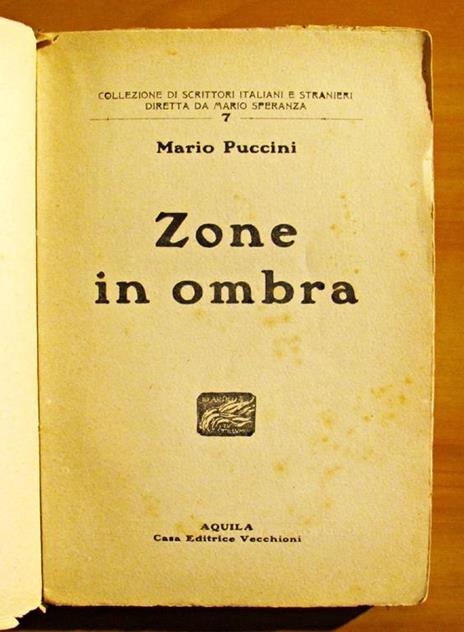 COLLEZIONE DI SCRITTORI ITALIANI E STRANIERI
DIRETTA DA MARIO SPERANZA
7
Mario Puccini
Zone
in ombra
AQUILA
Casa Editrice Vecchioni